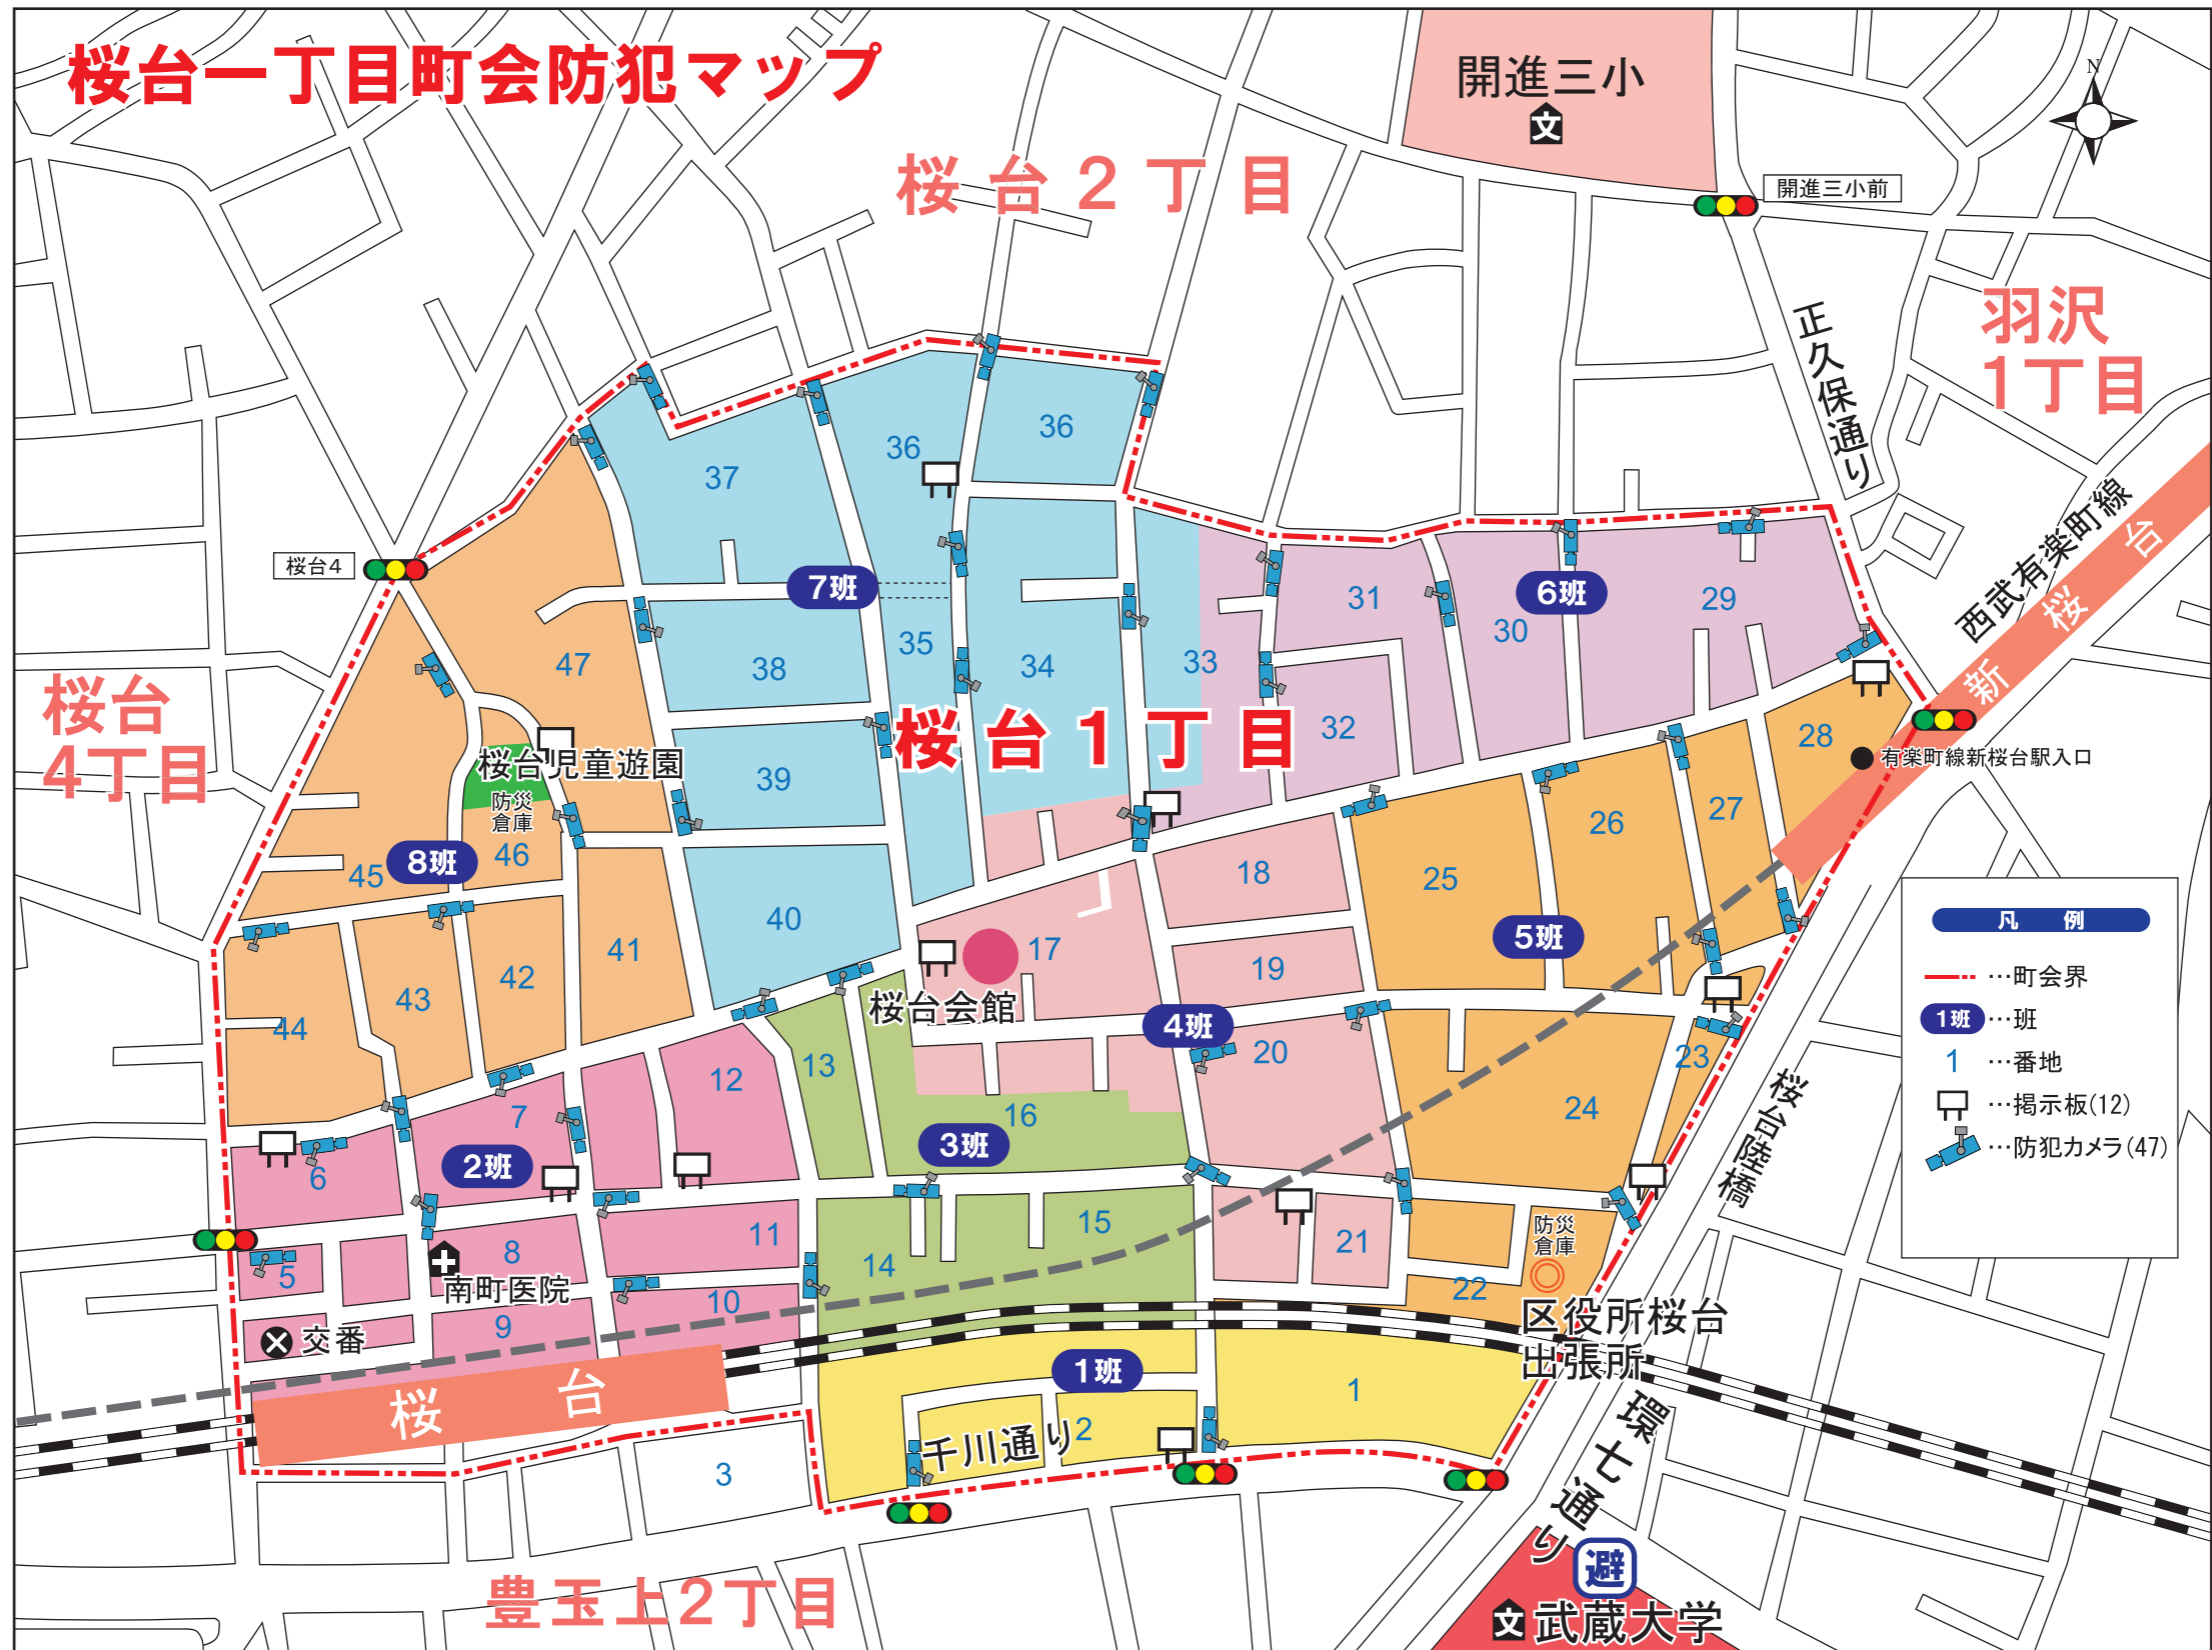 桜台一丁目町会防犯マップ
開進三小
文
N
桜台2丁目
開進三小前
羽沢
1丁目
正久保通り
西武有楽町線
新桜台
桜台4
36
36
37
7班
6班
31
30
29
47
38
35
34
33
32
28
桜台
4丁目
桜台1丁目
有楽町線新桜台駅入口
桜台児童遊園
防災
倉庫
39
26
27
8班
45
46
18
25
40
17
5班
41
42
43
44
19
桜台会館
4班
20
23
24
13
12
7
16
3班
2班
6
15
21
14
22
11
8
5
南町医院
10
9
交番
防災
倉庫
区役所桜台
出張所
桜台
1班
1
2
千川通り
3
桜台陸橋
環七通り
豊玉上2丁目
避
文
武蔵大学
凡例
…町会界
1班…班
1…番地
…掲示板(12)
…防犯カメラ(47)